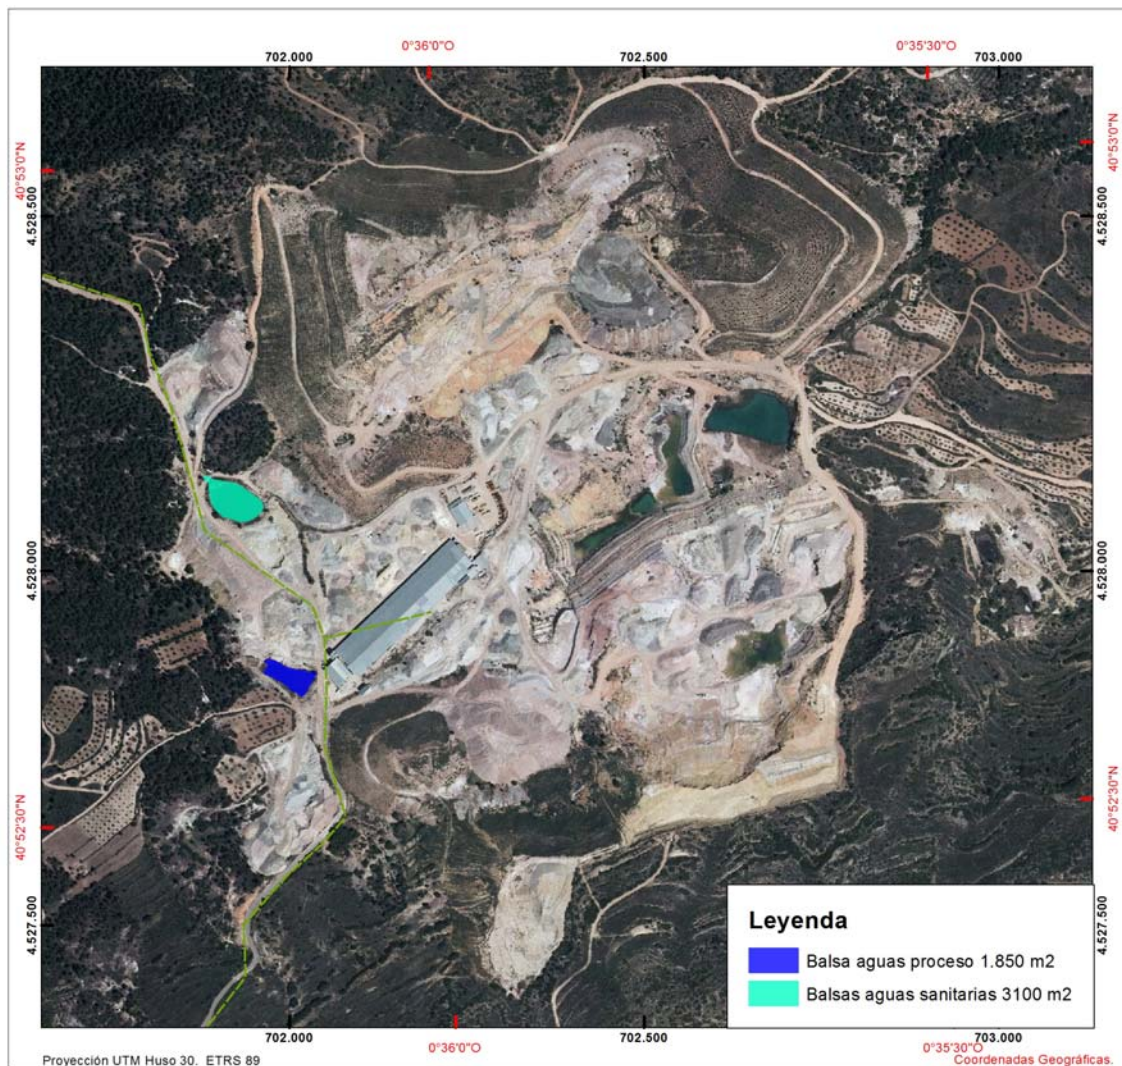 0°36'0"O
0°35'30"O
702.000
702.500
703.000
40°53'0"N
40°53'0"N
4.528.500
4.528.500
4.528.000
4.528.000
40°52'30"N
40°52'30"N
4.527.500
4.527.500
Leyenda
Balsa aguas proceso 1.850 m2
Balsas aguas sanitarias 3100 m2
702.000
702.500
703.000
0°36'0"O
0°35'30"O
Proyección UTM Huso 30. ETRS 89
Coordenadas Geográficas.